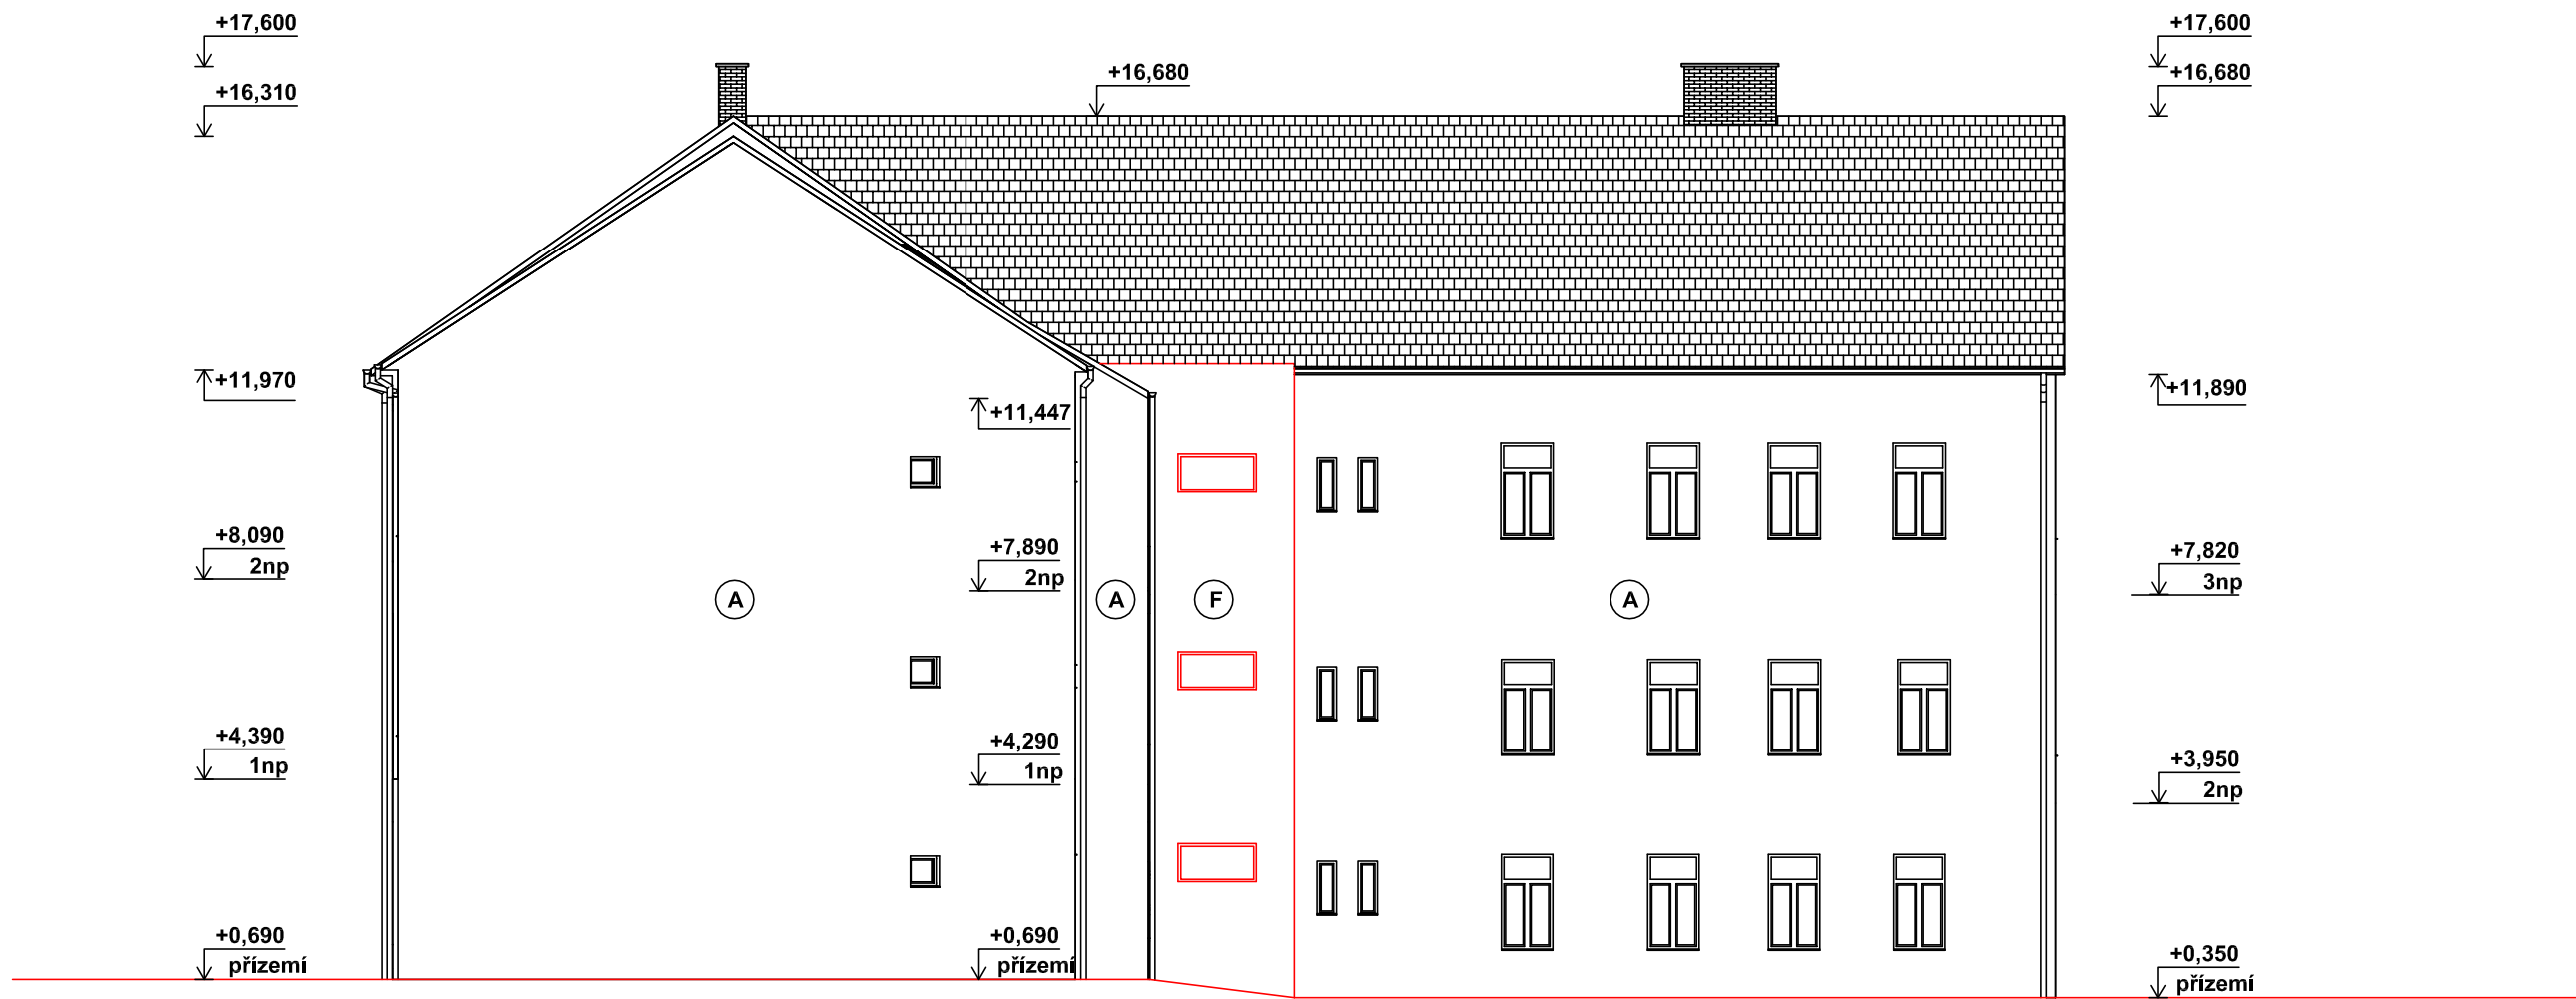 +17,600
+16,310
+11,970
+8,090
2np
+4,390
1np
+0,690
přízemí
+16,680
+11,447
+7,890
2np
+4,290
1np
+0,690
přízemí
A
A
F
A
+17,600
+16,680
+11,890
+7,820
3np
+3,950
2np
+0,350
přízemí